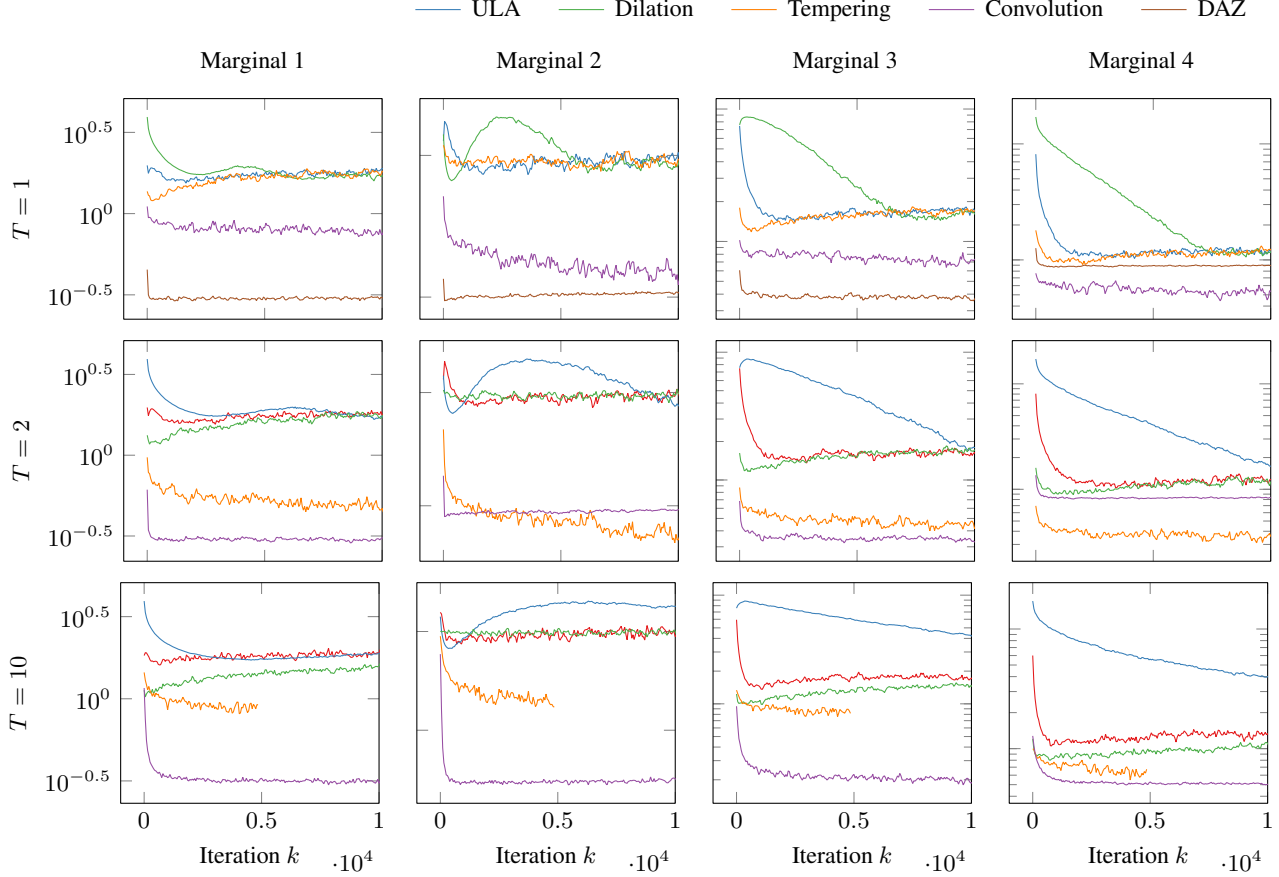 ULA Dilation Tempering Convolution DAZ
Marginal 1 Marginal 2 Marginal 3 Marginal 4
10^0.5
10^0
10^−0.5
T = 1
10^0.5
10^0
10^−0.5
T = 2
10^0.5
10^0
10^−0.5
T = 10
0 0.5 1 0 0.5 1 0 0.5 1 0 0.5 1
·10^4 ·10^4 ·10^4 ·10^4
Iteration k Iteration k Iteration k Iteration k